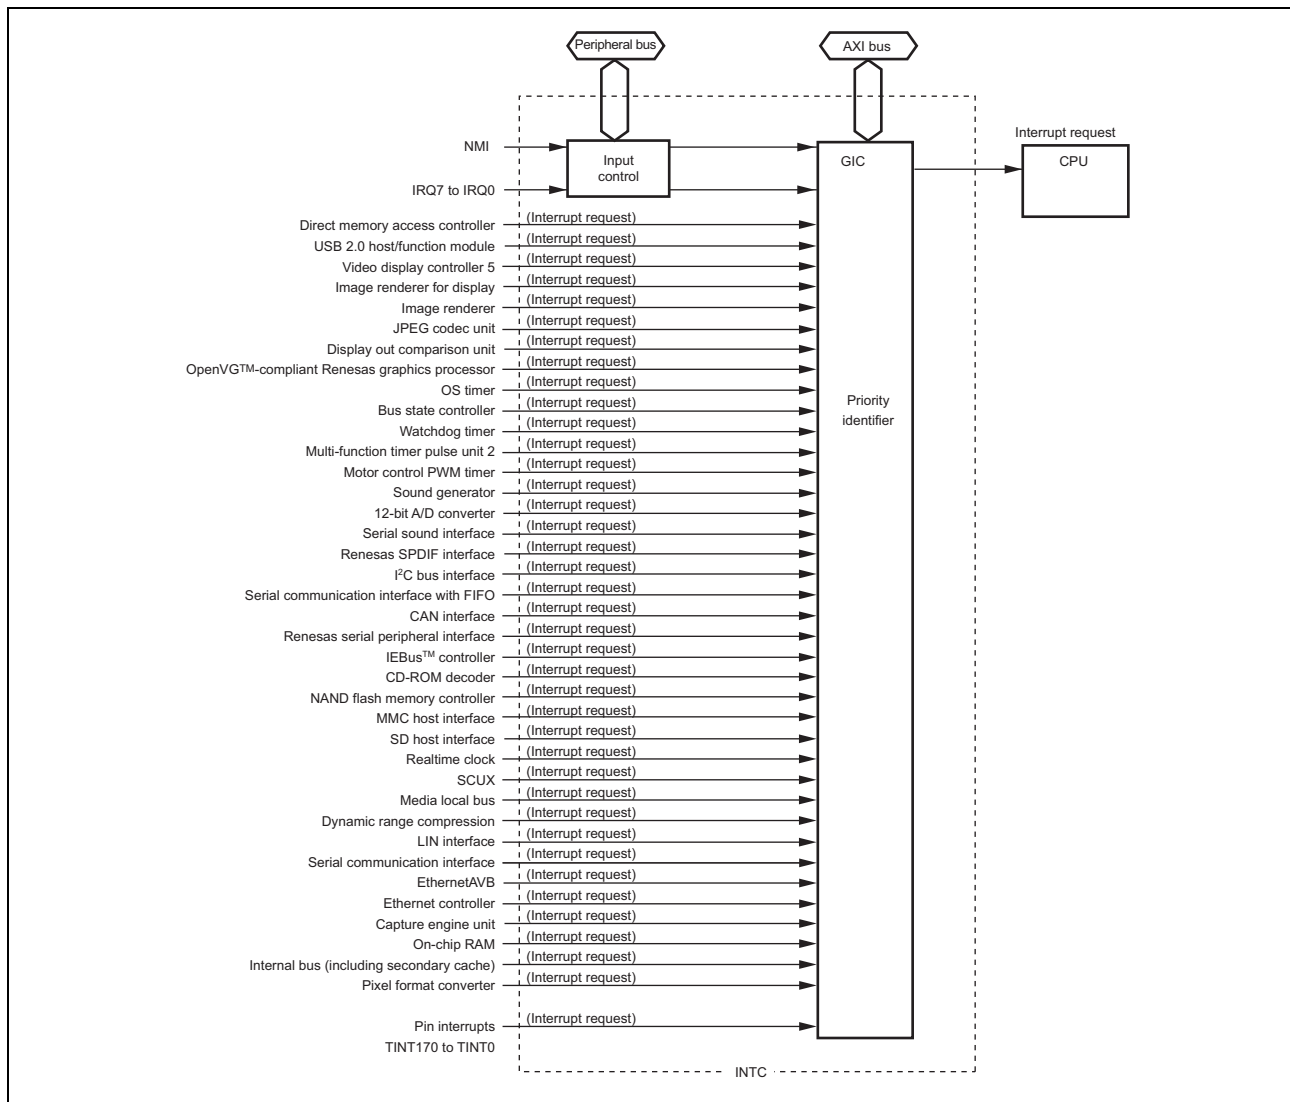 Peripheral bus
AXI bus
Interrupt request
NMI
Input
control
GIC
CPU
IRQ7 to IRQ0
Direct memory access controller (Interrupt request)
USB 2.0 host/function module (Interrupt request)
Video display controller 5 (Interrupt request)
Image renderer for display (Interrupt request)
Image renderer (Interrupt request)
JPEG codec unit (Interrupt request)
Display out comparison unit (Interrupt request)
OpenVG™-compliant Renesas graphics processor (Interrupt request)
OS timer (Interrupt request)
Priority
identifier
Bus state controller (Interrupt request)
Watchdog timer (Interrupt request)
Multi-function timer pulse unit 2 (Interrupt request)
Motor control PWM timer (Interrupt request)
Sound generator (Interrupt request)
12-bit A/D converter (Interrupt request)
Serial sound interface (Interrupt request)
Renesas SPDIF interface (Interrupt request)
I²C bus interface (Interrupt request)
Serial communication interface with FIFO (Interrupt request)
CAN interface (Interrupt request)
Renesas serial peripheral interface (Interrupt request)
IEBus™ controller (Interrupt request)
CD-ROM decoder (Interrupt request)
NAND flash memory controller (Interrupt request)
MMC host interface (Interrupt request)
SD host interface (Interrupt request)
Realtime clock (Interrupt request)
SCUX (Interrupt request)
Media local bus (Interrupt request)
Dynamic range compression (Interrupt request)
LIN interface (Interrupt request)
Serial communication interface (Interrupt request)
EthernetAVB (Interrupt request)
Ethernet controller (Interrupt request)
Capture engine unit (Interrupt request)
On-chip RAM (Interrupt request)
Internal bus (including secondary cache) (Interrupt request)
Pixel format converter (Interrupt request)
Pin interrupts (Interrupt request)
TINT170 to TINT0
INTC